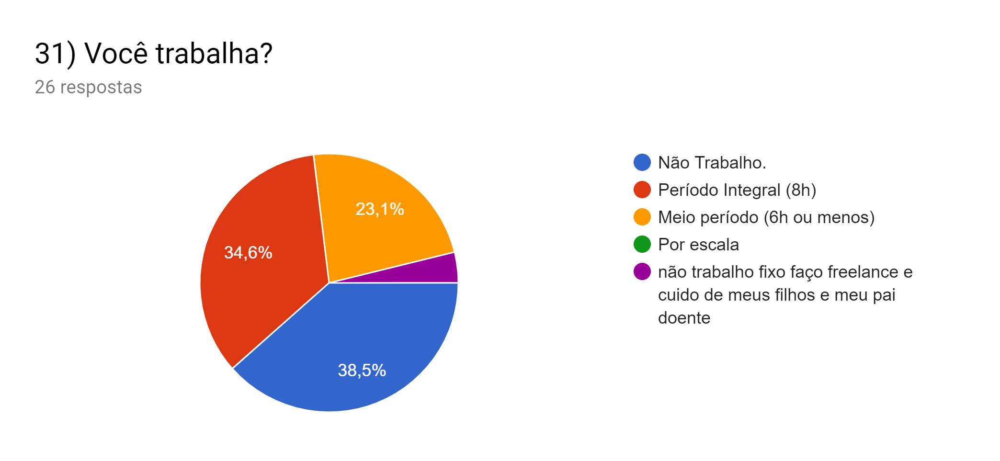 31) Você trabalha?
26 respostas
23,1%
34,6%
38,5%
Não Trabalho.
Período Integral (8h)
Meio período (6h ou menos)
Por escala
não trabalho fixo faço freelance e
cuido de meus filhos e meu pai
doente